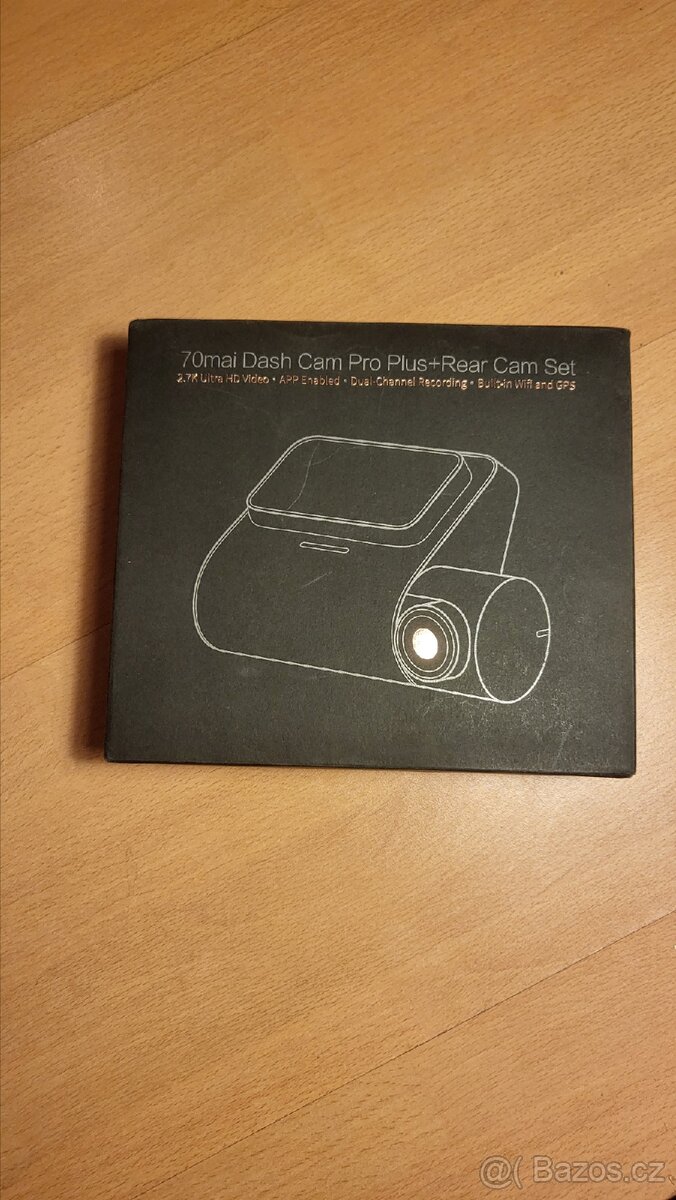 70mai Dash Cam Pro Plus+Rear Cam Set
2.7K Ultra HD Video • APP Enabled • Dual-Channel Recording • Built-in Wifi and GPS
@( Bazos.cz